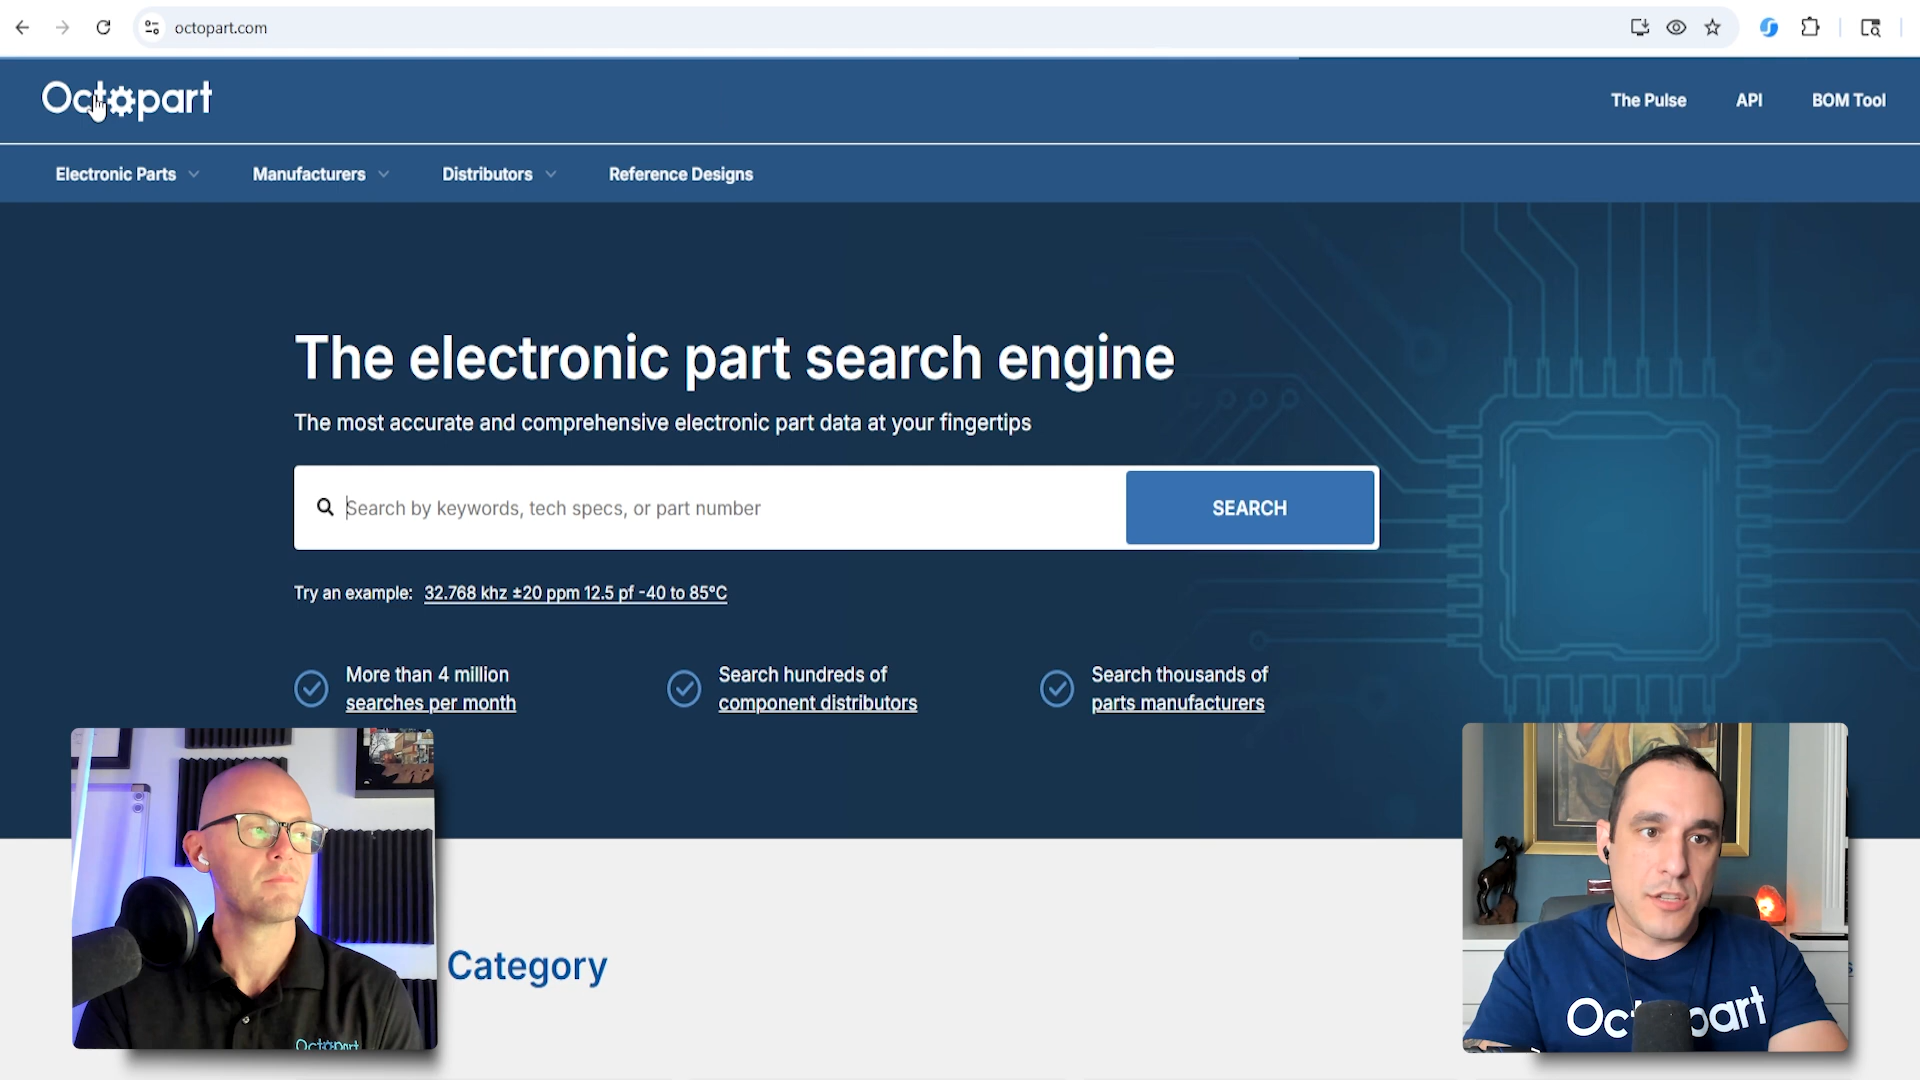 octopart.com
Octopart
The Pulse
API
BOM Tool
Electronic Parts
Manufacturers
Distributors
Reference Designs
The electronic part search engine
The most accurate and comprehensive electronic part data at your fingertips
Search by keywords, tech specs, or part number
SEARCH
Try an example: 32.768 khz ±20 ppm 12.5 pf -40 to 85°C
More than 4 million
searches per month
Search hundreds of
component distributors
Search thousands of
parts manufacturers
Category
Octopart